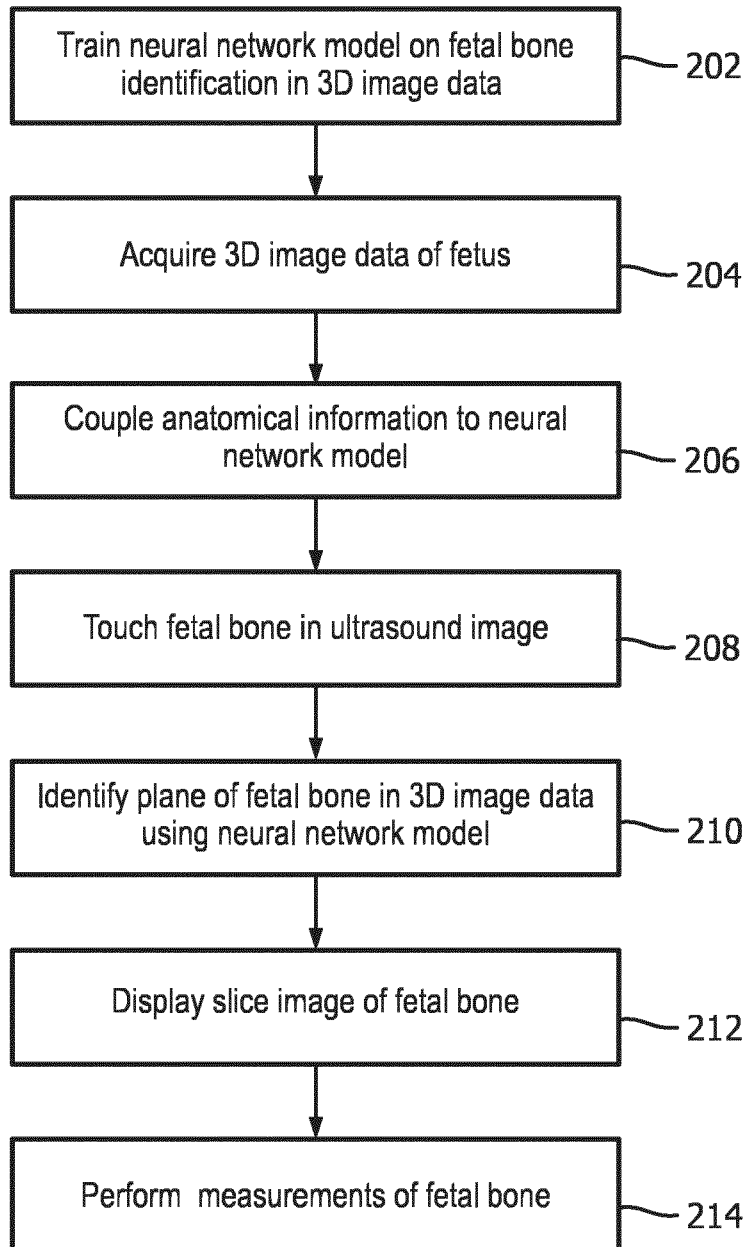 Train neural network model on fetal bone
identification in 3D image data
202
Acquire 3D image data of fetus
204
Couple anatomical information to neural
network model
206
Touch fetal bone in ultrasound image
208
Identify plane of fetal bone in 3D image data
using neural network model
210
Display slice image of fetal bone
212
Perform measurements of fetal bone
214